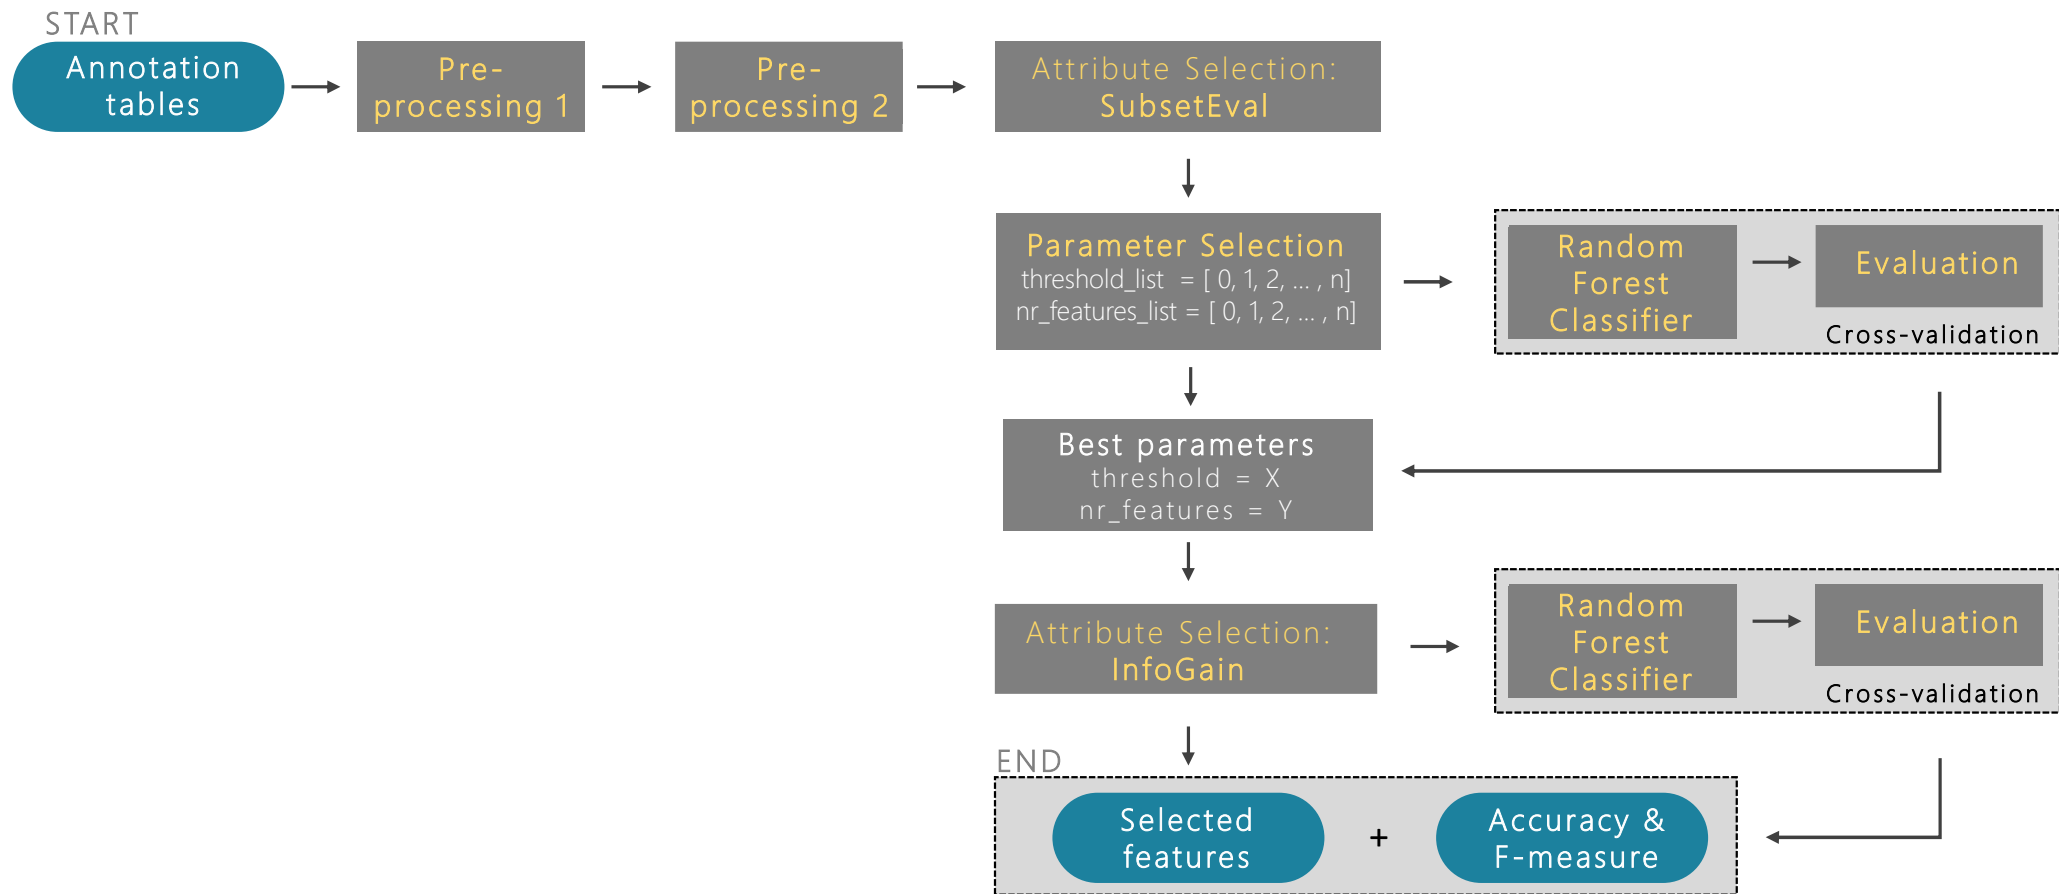 START
Annotation
tables
Pre-
processing 1
Pre-
processing 2
Attribute Selection:
SubsetEval
Parameter Selection
threshold_list = [ 0, 1, 2, ... , n]
nr_features_list = [ 0, 1, 2, ... , n]
Random
Forest
Classifier
Evaluation
Cross-validation
Best parameters
threshold = X
nr_features = Y
Attribute Selection:
InfoGain
Random
Forest
Classifier
Evaluation
Cross-validation
END
Selected
features
+
Accuracy &
F-measure